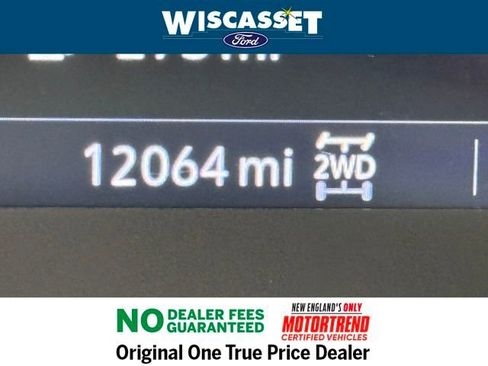 WISCASSET
Ford
mi
12064 mi 2WD
NO DEALER FEES
GUARANTEED
NEW ENGLAND'S ONLY
MOTORTREND
CERTIFIED VEHICLES
Original One True Price Dealer